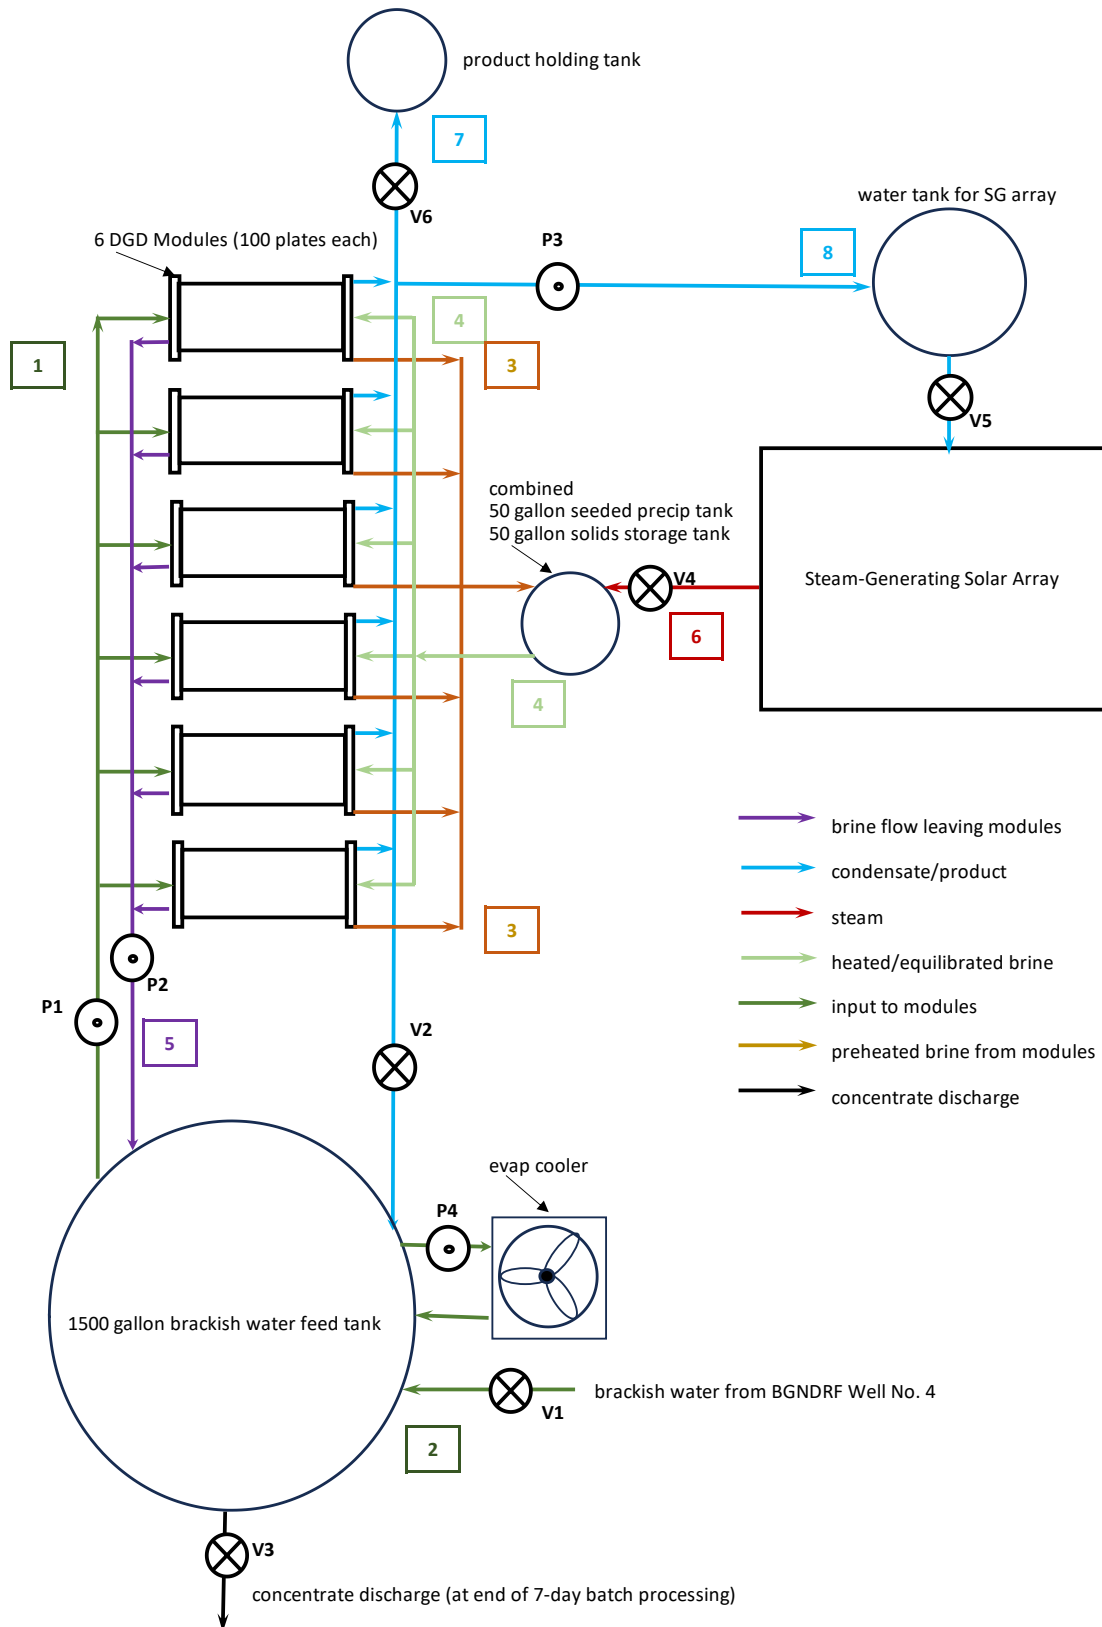 product holding tank
7
V6
water tank for SG array
6 DGD Modules (100 plates each)
P3
8
4
1
3
V5
combined
50 gallon seeded precip tank
50 gallon solids storage tank
V4
Steam-Generating Solar Array
6
4
brine flow leaving modules
condensate/product
steam
3
heated/equilibrated brine
P2
P1
input to modules
5
V2
preheated brine from modules
concentrate discharge
evap cooler
P4
1500 gallon brackish water feed tank
brackish water from BGNDRF Well No. 4
V1
2
V3
concentrate discharge (at end of 7-day batch processing)